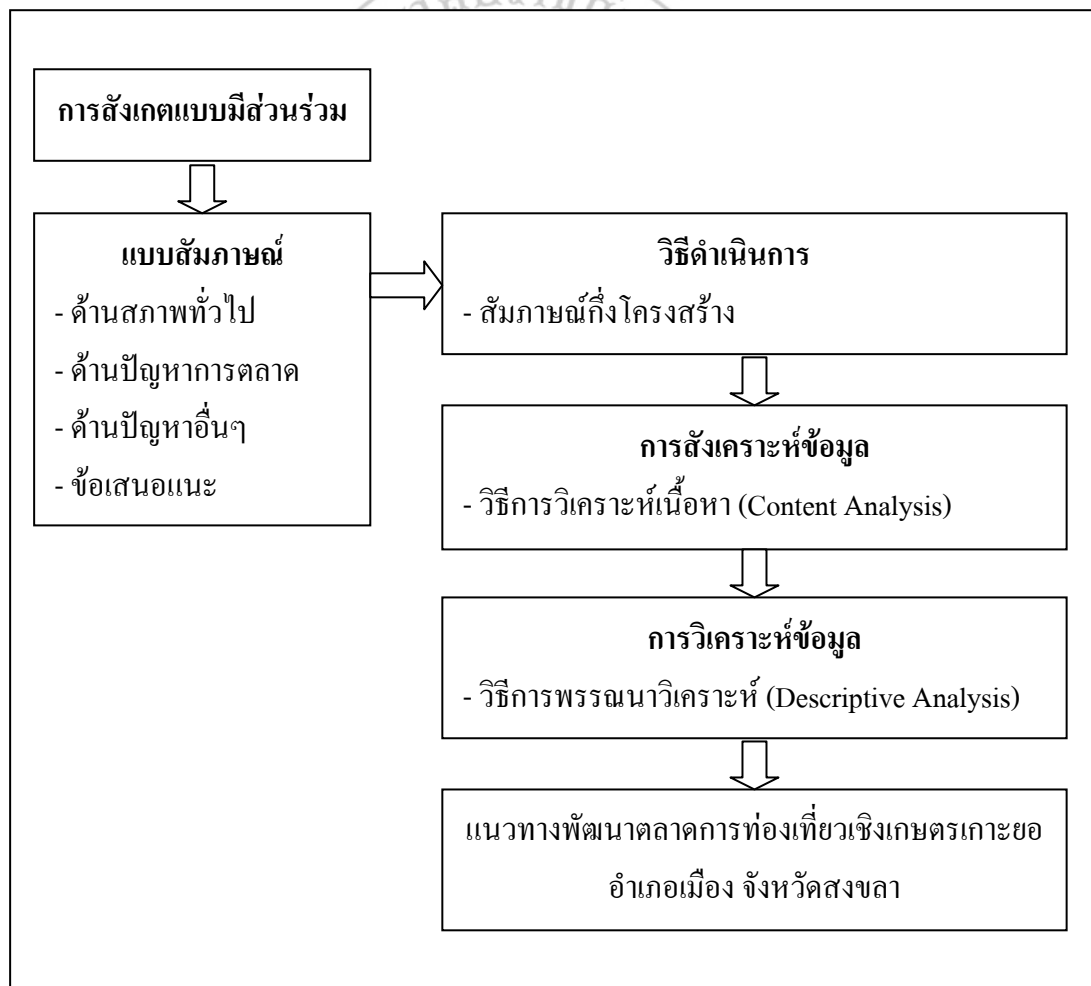 การสังเกตแบบมีส่วนร่วม
แบบสัมภาษณ์
- ด้านสภาพทั่วไป
- ด้านปัญหาการตลาด
- ด้านปัญหาอื่นๆ
- ข้อเสนอแนะ
วิธีดำเนินการ
- สัมภาษณ์กึ่งโครงสร้าง
การสังเคราะห์ข้อมูล
- วิธีการวิเคราะห์เนื้อหา (Content Analysis)
การวิเคราะห์ข้อมูล
- วิธีการพรรณนาวิเคราะห์ (Descriptive Analysis)
แนวทางพัฒนาตลาดการท่องเที่ยวเชิงเกษตรเกาะยอ
อำเภอเมือง จังหวัดสงขลา